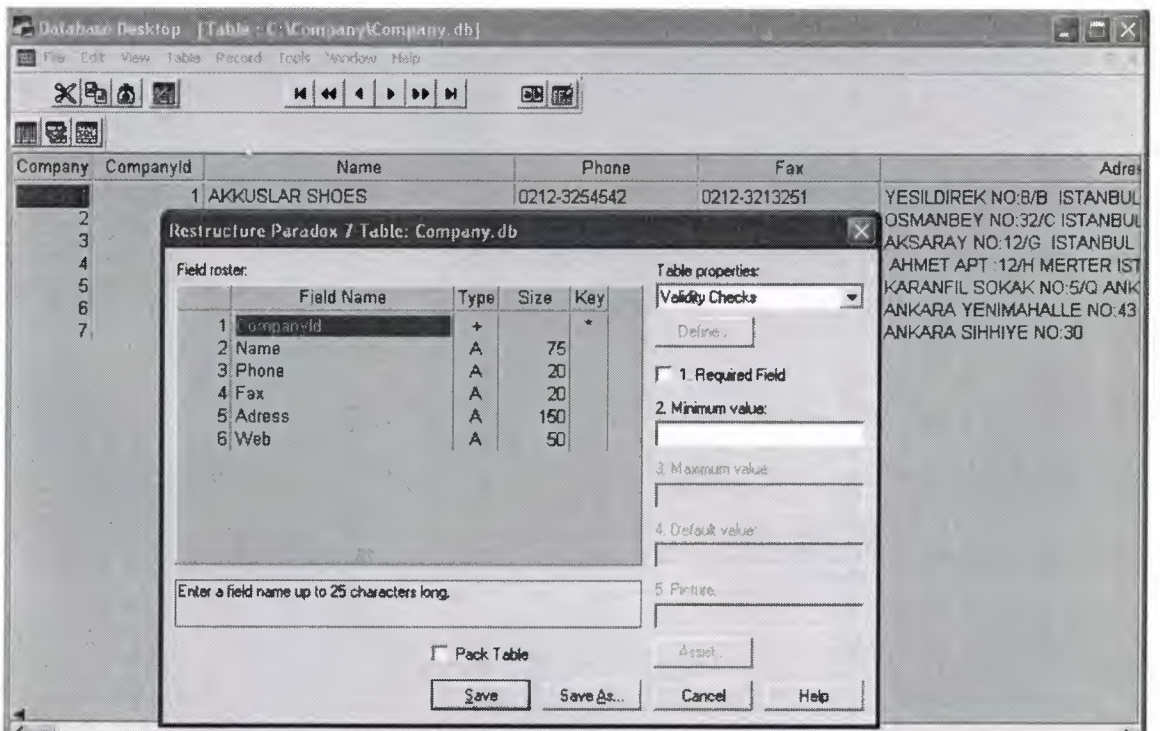 Database Desktop [Table : C:\Company\Company.db]
File Edit View Table Record Tools Window Help
Company CompanyId Name Phone Fax Adres
1 1 AKKUSLAR SHOES 0212-3254542 0212-3213251 YESILDIREK NO:8/B ISTANBUL
2 OSMANBEY NO:32/C ISTANBUL
3 AKSARAY NO:12/G ISTANBUL
4 AHMET APT :12/H MERTER IST
5 KARANFIL SOKAK NO:5/Q ANK
6 ANKARA YENIMAHALLE NO:43
7 ANKARA SIHHIYE NO:30
Restructure Paradox 7 Table: Company.db
Field roster:
Field Name Type Size Key
1 CompanyId + *
2 Name A 75
3 Phone A 20
4 Fax A 20
5 Adress A 150
6 Web A 50
Enter a field name up to 25 characters long.
Pack Table
Save Save As... Cancel Help
Table properties:
Validity Checks
Define...
1. Required Field
2. Minimum value:
3. Maximum value:
4. Default value:
5. Picture:
Assist...